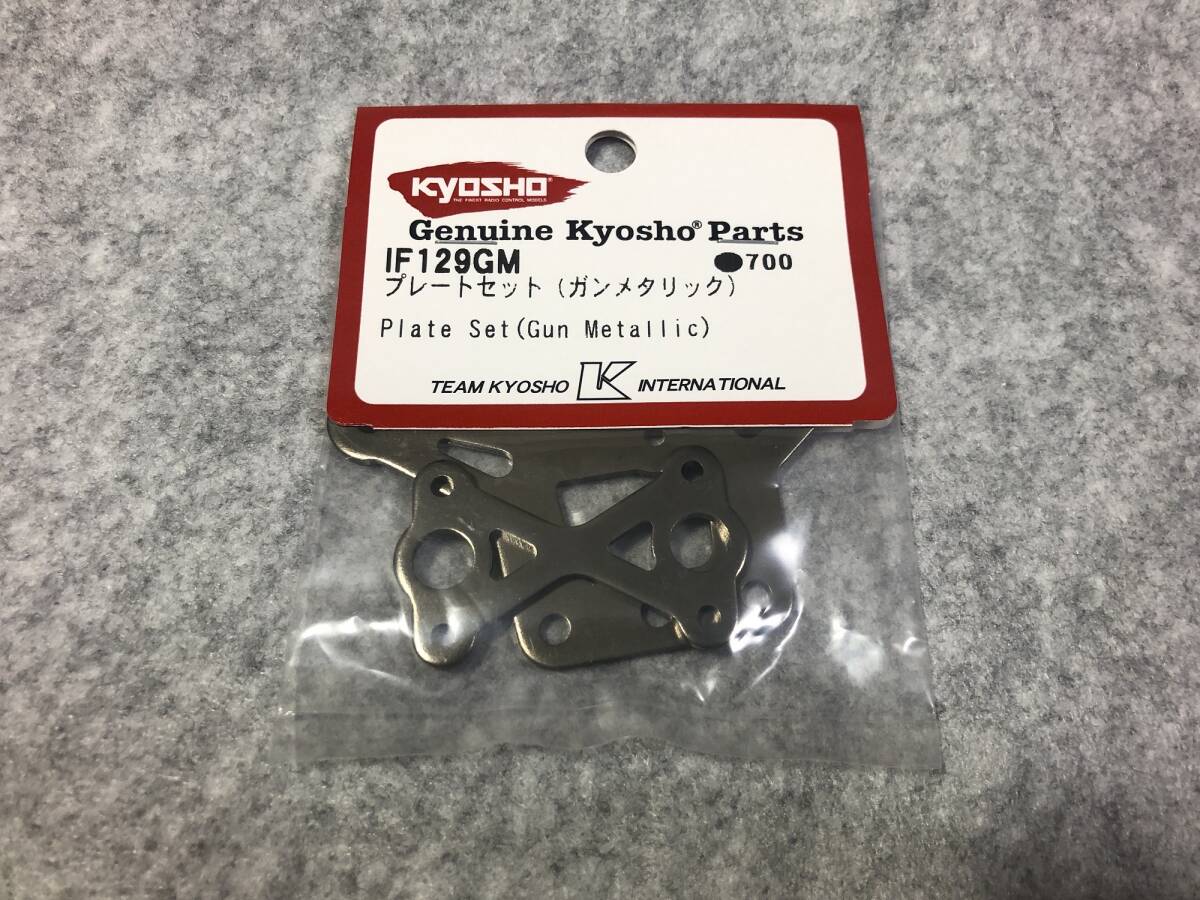 KYOSHO®
THE FINEST RADIO CONTROL MODELS
Genuine Kyosho® Parts
IF129GM ●700
プレートセット（ガンメタリック）
Plate Set(Gun Metallic)
TEAM KYOSHO K INTERNATIONAL